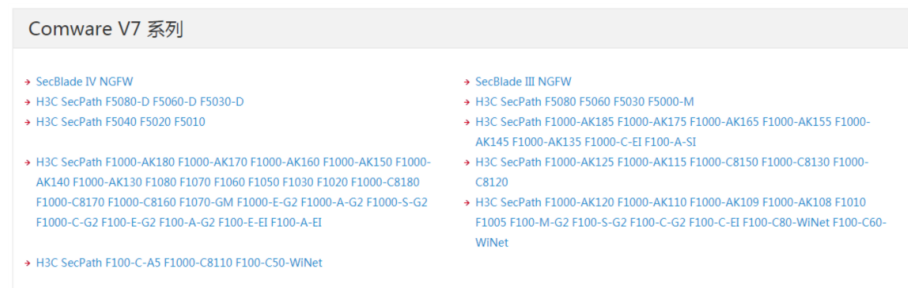 Comware V7 系列
SecBlade IV NGFW
H3C SecPath F5080-D F5060-D F5030-D
H3C SecPath F5040 F5020 F5010
H3C SecPath F1000-AK180 F1000-AK170 F1000-AK160 F1000-AK150 F1000-
AK140 F1000-AK130 F1080 F1070 F1060 F1050 F1030 F1020 F1000-C8180
F1000-C8170 F1000-C8160 F1070-GM F1000-E-G2 F1000-A-G2 F1000-S-G2
F1000-C-G2 F100-E-G2 F100-A-G2 F100-E-EI F100-A-EI
H3C SecPath F100-C-A5 F1000-C8110 F100-C50-WiNet
SecBlade III NGFW
H3C SecPath F5080 F5060 F5030 F5000-M
H3C SecPath F1000-AK185 F1000-AK175 F1000-AK165 F1000-AK155 F1000-
AK145 F1000-AK135 F1000-C-EI F100-A-SI
H3C SecPath F1000-AK125 F1000-AK115 F1000-C8150 F1000-C8130 F1000-
C8120
H3C SecPath F1000-AK120 F1000-AK110 F1000-AK109 F1000-AK108 F1010
F1005 F100-M-G2 F100-S-G2 F100-C-G2 F100-C-EI F100-C80-WiNet F100-C60-
WiNet